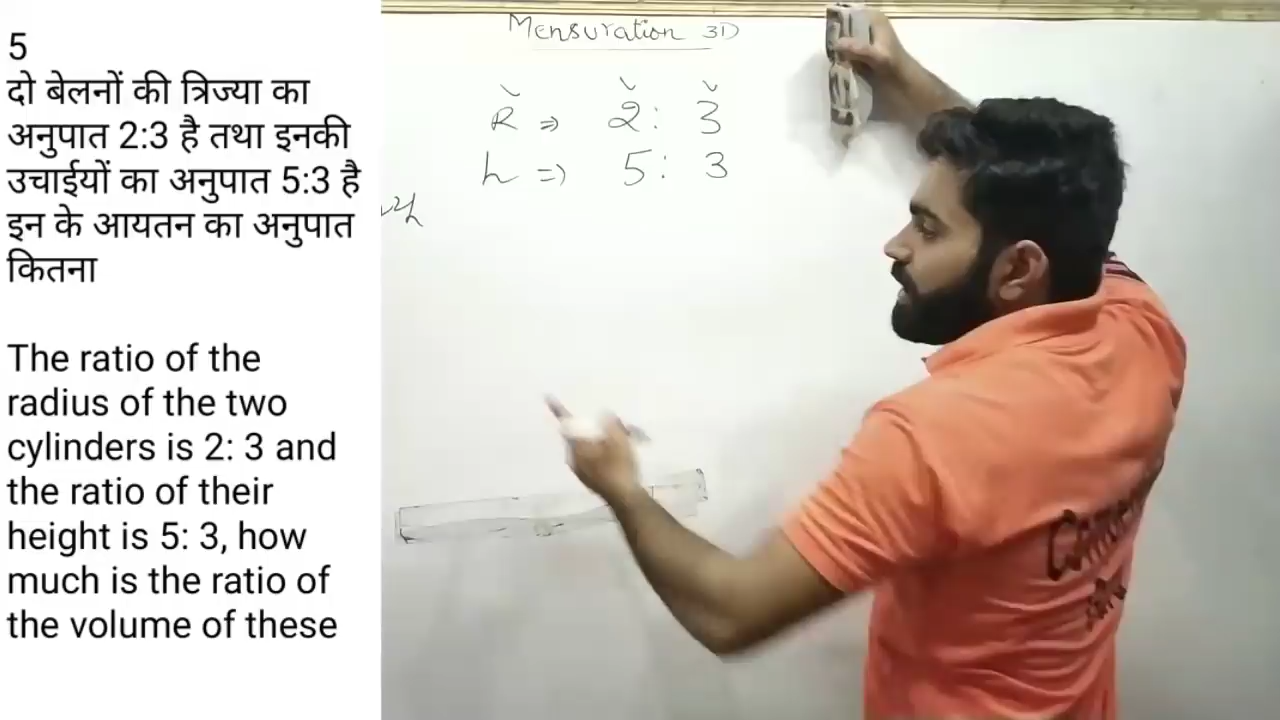 5
दो बेलनों की त्रिज्या का
अनुपात 2:3 है तथा इनकी
उचाईयों का अनुपात 5:3 है
इन के आयतन का अनुपात
कितना
The ratio of the
radius of the two
cylinders is 2: 3 and
the ratio of their
height is 5: 3, how
much is the ratio of
the volume of these
Mensuration 3D
R ⇒ 2 : 3
h ⇒ 5 : 3